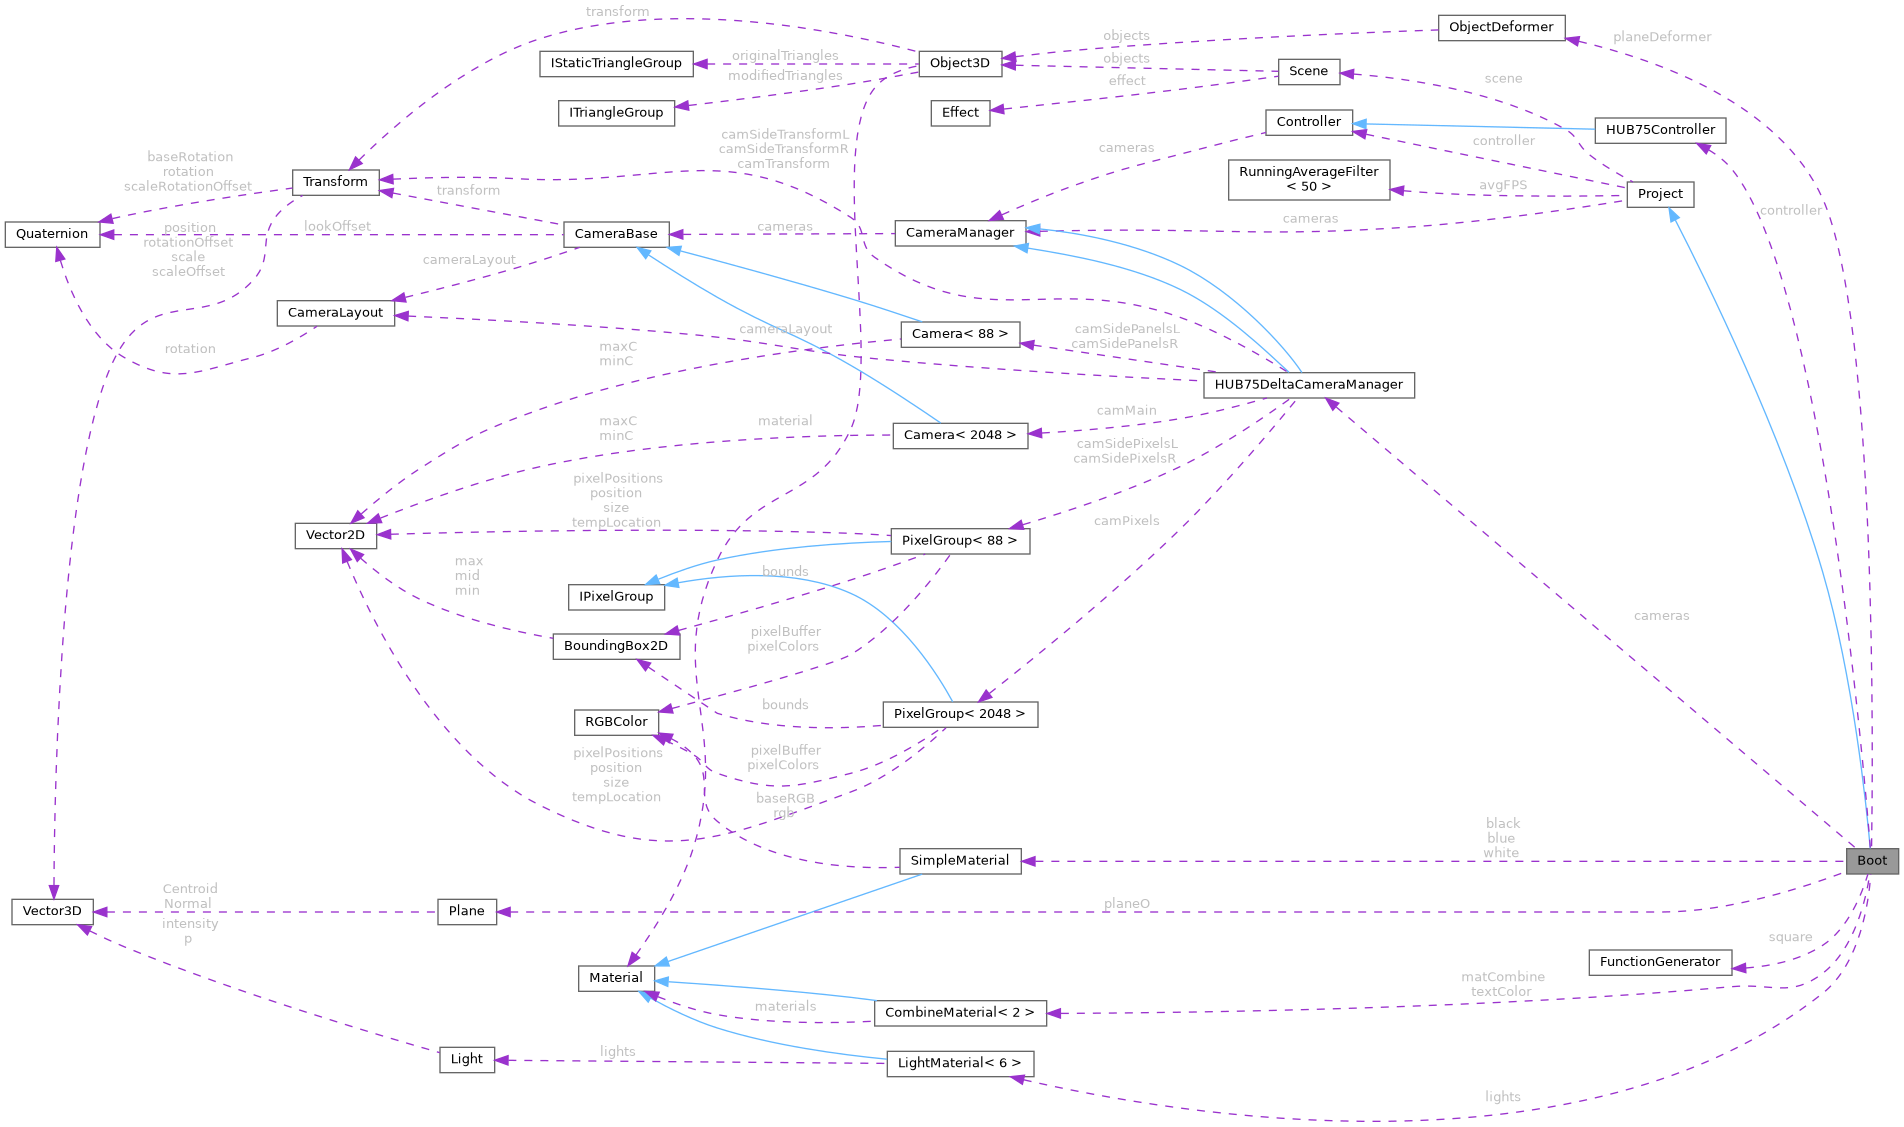 transform
ObjectDeformer
objects
planeDeformer
IStaticTriangleGroup
originalTriangles
Object3D
objects
Scene
modifiedTriangles
effect
scene
ITriangleGroup
Effect
Controller
HUB75Controller
camSideTransformL
camSideTransformR
camTransform
cameras
controller
baseRotation
rotation
scaleRotationOffset
RunningAverageFilter
< 50 >
avgFPS
Project
Transform
transform
controller
cameras
Quaternion
position
rotationOffset
scale
scaleOffset
lookOffset
CameraBase
cameras
CameraManager
cameraLayout
CameraLayout
cameraLayout
Camera< 88 >
camSidePanelsL
camSidePanelsR
rotation
maxC
minC
HUB75DeltaCameraManager
camMain
maxC
minC
material
Camera< 2048 >
camSidePixelsL
camSidePixelsR
pixelPositions
position
size
tempLocation
camPixels
Vector2D
PixelGroup< 88 >
max
mid
min
bounds
IPixelGroup
cameras
BoundingBox2D
pixelBuffer
pixelColors
bounds
PixelGroup< 2048 >
RGBColor
pixelPositions
position
size
tempLocation
pixelBuffer
pixelColors
baseRGB
rgb
black
blue
white
SimpleMaterial
Boot
Centroid
Normal
Vector3D
Plane
planeO
intensity
p
square
FunctionGenerator
Material
matCombine
textColor
materials
CombineMaterial< 2 >
Light
lights
LightMaterial< 6 >
lights